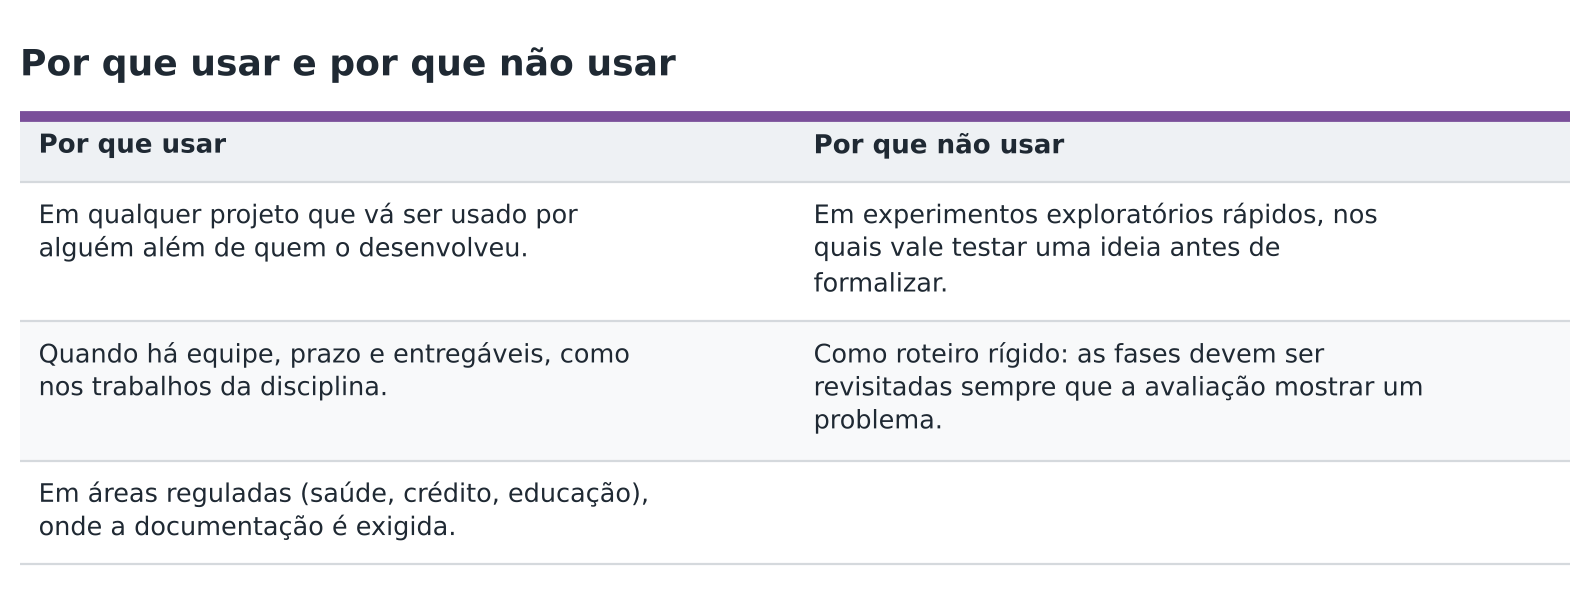 Por que usar e por que não usar
Por que usar
Por que não usar
Em qualquer projeto que vá ser usado por
alguém além de quem o desenvolveu.
Em experimentos exploratórios rápidos, nos
quais vale testar uma ideia antes de
formalizar.
Quando há equipe, prazo e entregáveis, como
nos trabalhos da disciplina.
Como roteiro rígido: as fases devem ser
revisitadas sempre que a avaliação mostrar um
problema.
Em áreas reguladas (saúde, crédito, educação),
onde a documentação é exigida.